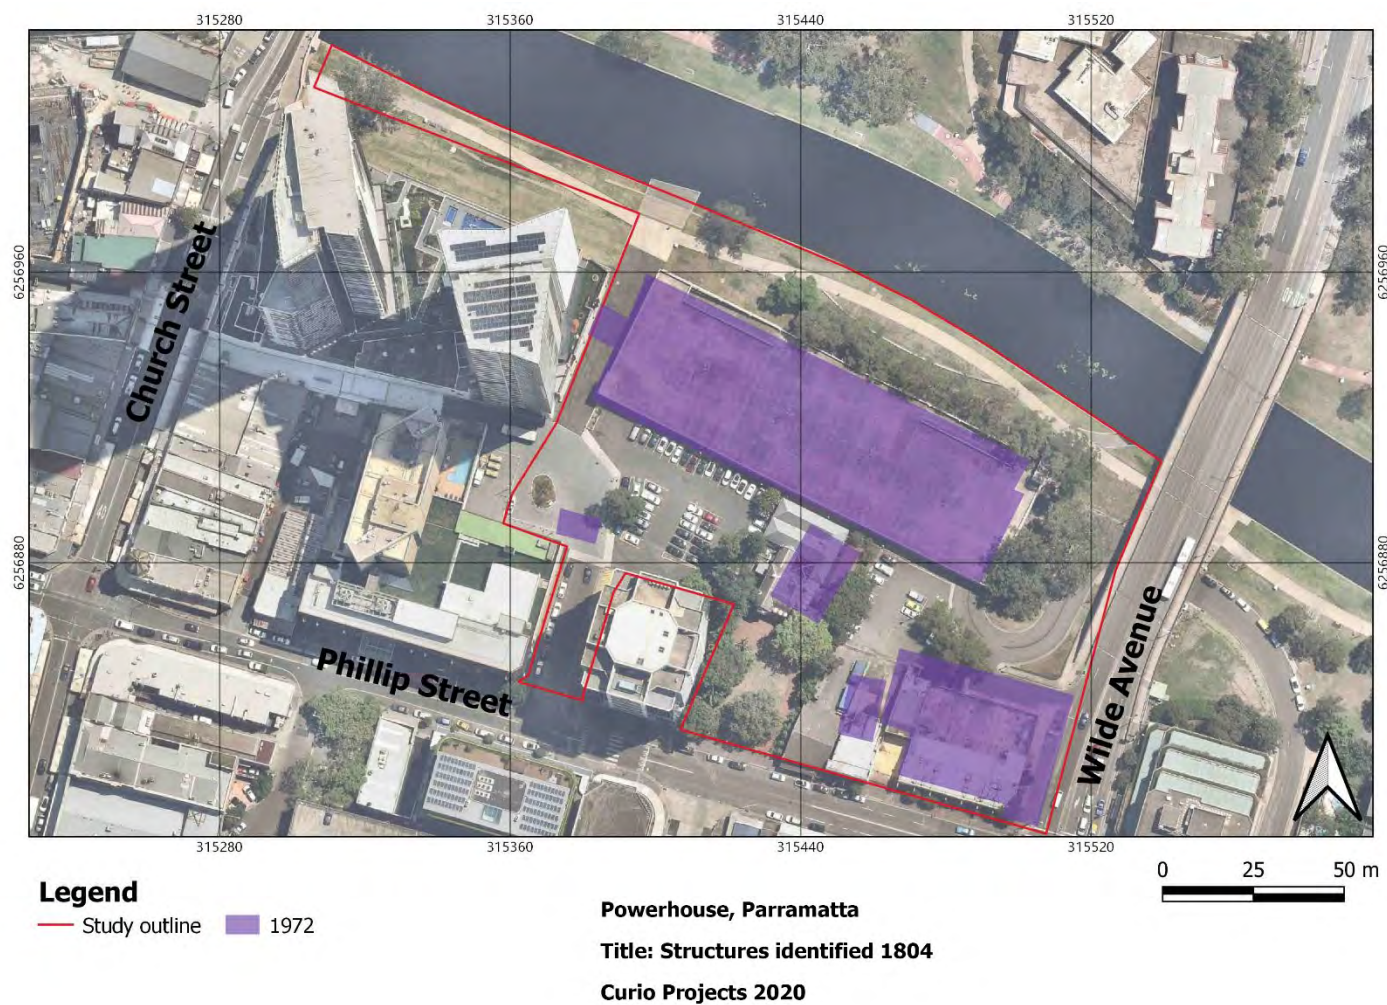 315280 315360 315440 315520
6256960 6256960
Church Street
6256880 6256880
Phillip Street
Wilde Avenue
315280 315360 315440 315520
0 25 50 m
Legend
Study outline 1972
Powerhouse, Parramatta
Title: Structures identified 1804
Curio Projects 2020